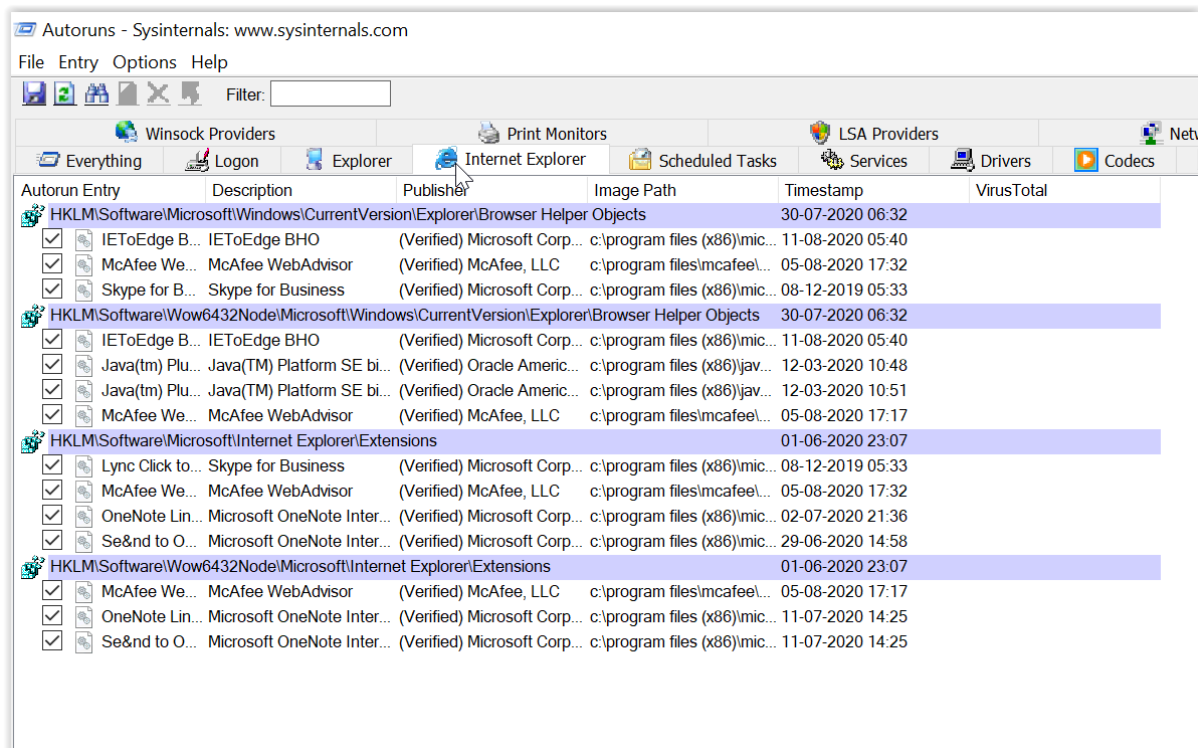 Autoruns - Sysinternals: www.sysinternals.com
File Entry Options Help
Filter:
Winsock Providers Print Monitors LSA Providers Netw
Everything Logon Explorer Internet Explorer Scheduled Tasks Services Drivers Codecs
Autorun Entry Description Publisher Image Path Timestamp VirusTotal
HKLM\Software\Microsoft\Windows\CurrentVersion\Explorer\Browser Helper Objects 30-07-2020 06:32
IEToEdge B... IEToEdge BHO (Verified) Microsoft Corp... c:\program files (x86)\mic... 11-08-2020 05:40
McAfee We... McAfee WebAdvisor (Verified) McAfee, LLC c:\program files\mcafee\... 05-08-2020 17:32
Skype for B... Skype for Business (Verified) Microsoft Corp... c:\program files (x86)\mic... 08-12-2019 05:33
HKLM\Software\Wow6432Node\Microsoft\Windows\CurrentVersion\Explorer\Browser Helper Objects 30-07-2020 06:32
IEToEdge B... IEToEdge BHO (Verified) Microsoft Corp... c:\program files (x86)\mic... 11-08-2020 05:40
Java(tm) Plu... Java(TM) Platform SE bi... (Verified) Oracle Americ... c:\program files (x86)\jav... 12-03-2020 10:48
Java(tm) Plu... Java(TM) Platform SE bi... (Verified) Oracle Americ... c:\program files (x86)\jav... 12-03-2020 10:51
McAfee We... McAfee WebAdvisor (Verified) McAfee, LLC c:\program files\mcafee\... 05-08-2020 17:17
HKLM\Software\Microsoft\Internet Explorer\Extensions 01-06-2020 23:07
Lync Click to... Skype for Business (Verified) Microsoft Corp... c:\program files (x86)\mic... 08-12-2019 05:33
McAfee We... McAfee WebAdvisor (Verified) McAfee, LLC c:\program files\mcafee\... 05-08-2020 17:32
OneNote Lin... Microsoft OneNote Inter... (Verified) Microsoft Corp... c:\program files (x86)\mic... 02-07-2020 21:36
Se&nd to O... Microsoft OneNote Inter... (Verified) Microsoft Corp... c:\program files (x86)\mic... 29-06-2020 14:58
HKLM\Software\Wow6432Node\Microsoft\Internet Explorer\Extensions 01-06-2020 23:07
McAfee We... McAfee WebAdvisor (Verified) McAfee, LLC c:\program files\mcafee\... 05-08-2020 17:17
OneNote Lin... Microsoft OneNote Inter... (Verified) Microsoft Corp... c:\program files (x86)\mic... 11-07-2020 14:25
Se&nd to O... Microsoft OneNote Inter... (Verified) Microsoft Corp... c:\program files (x86)\mic... 11-07-2020 14:25